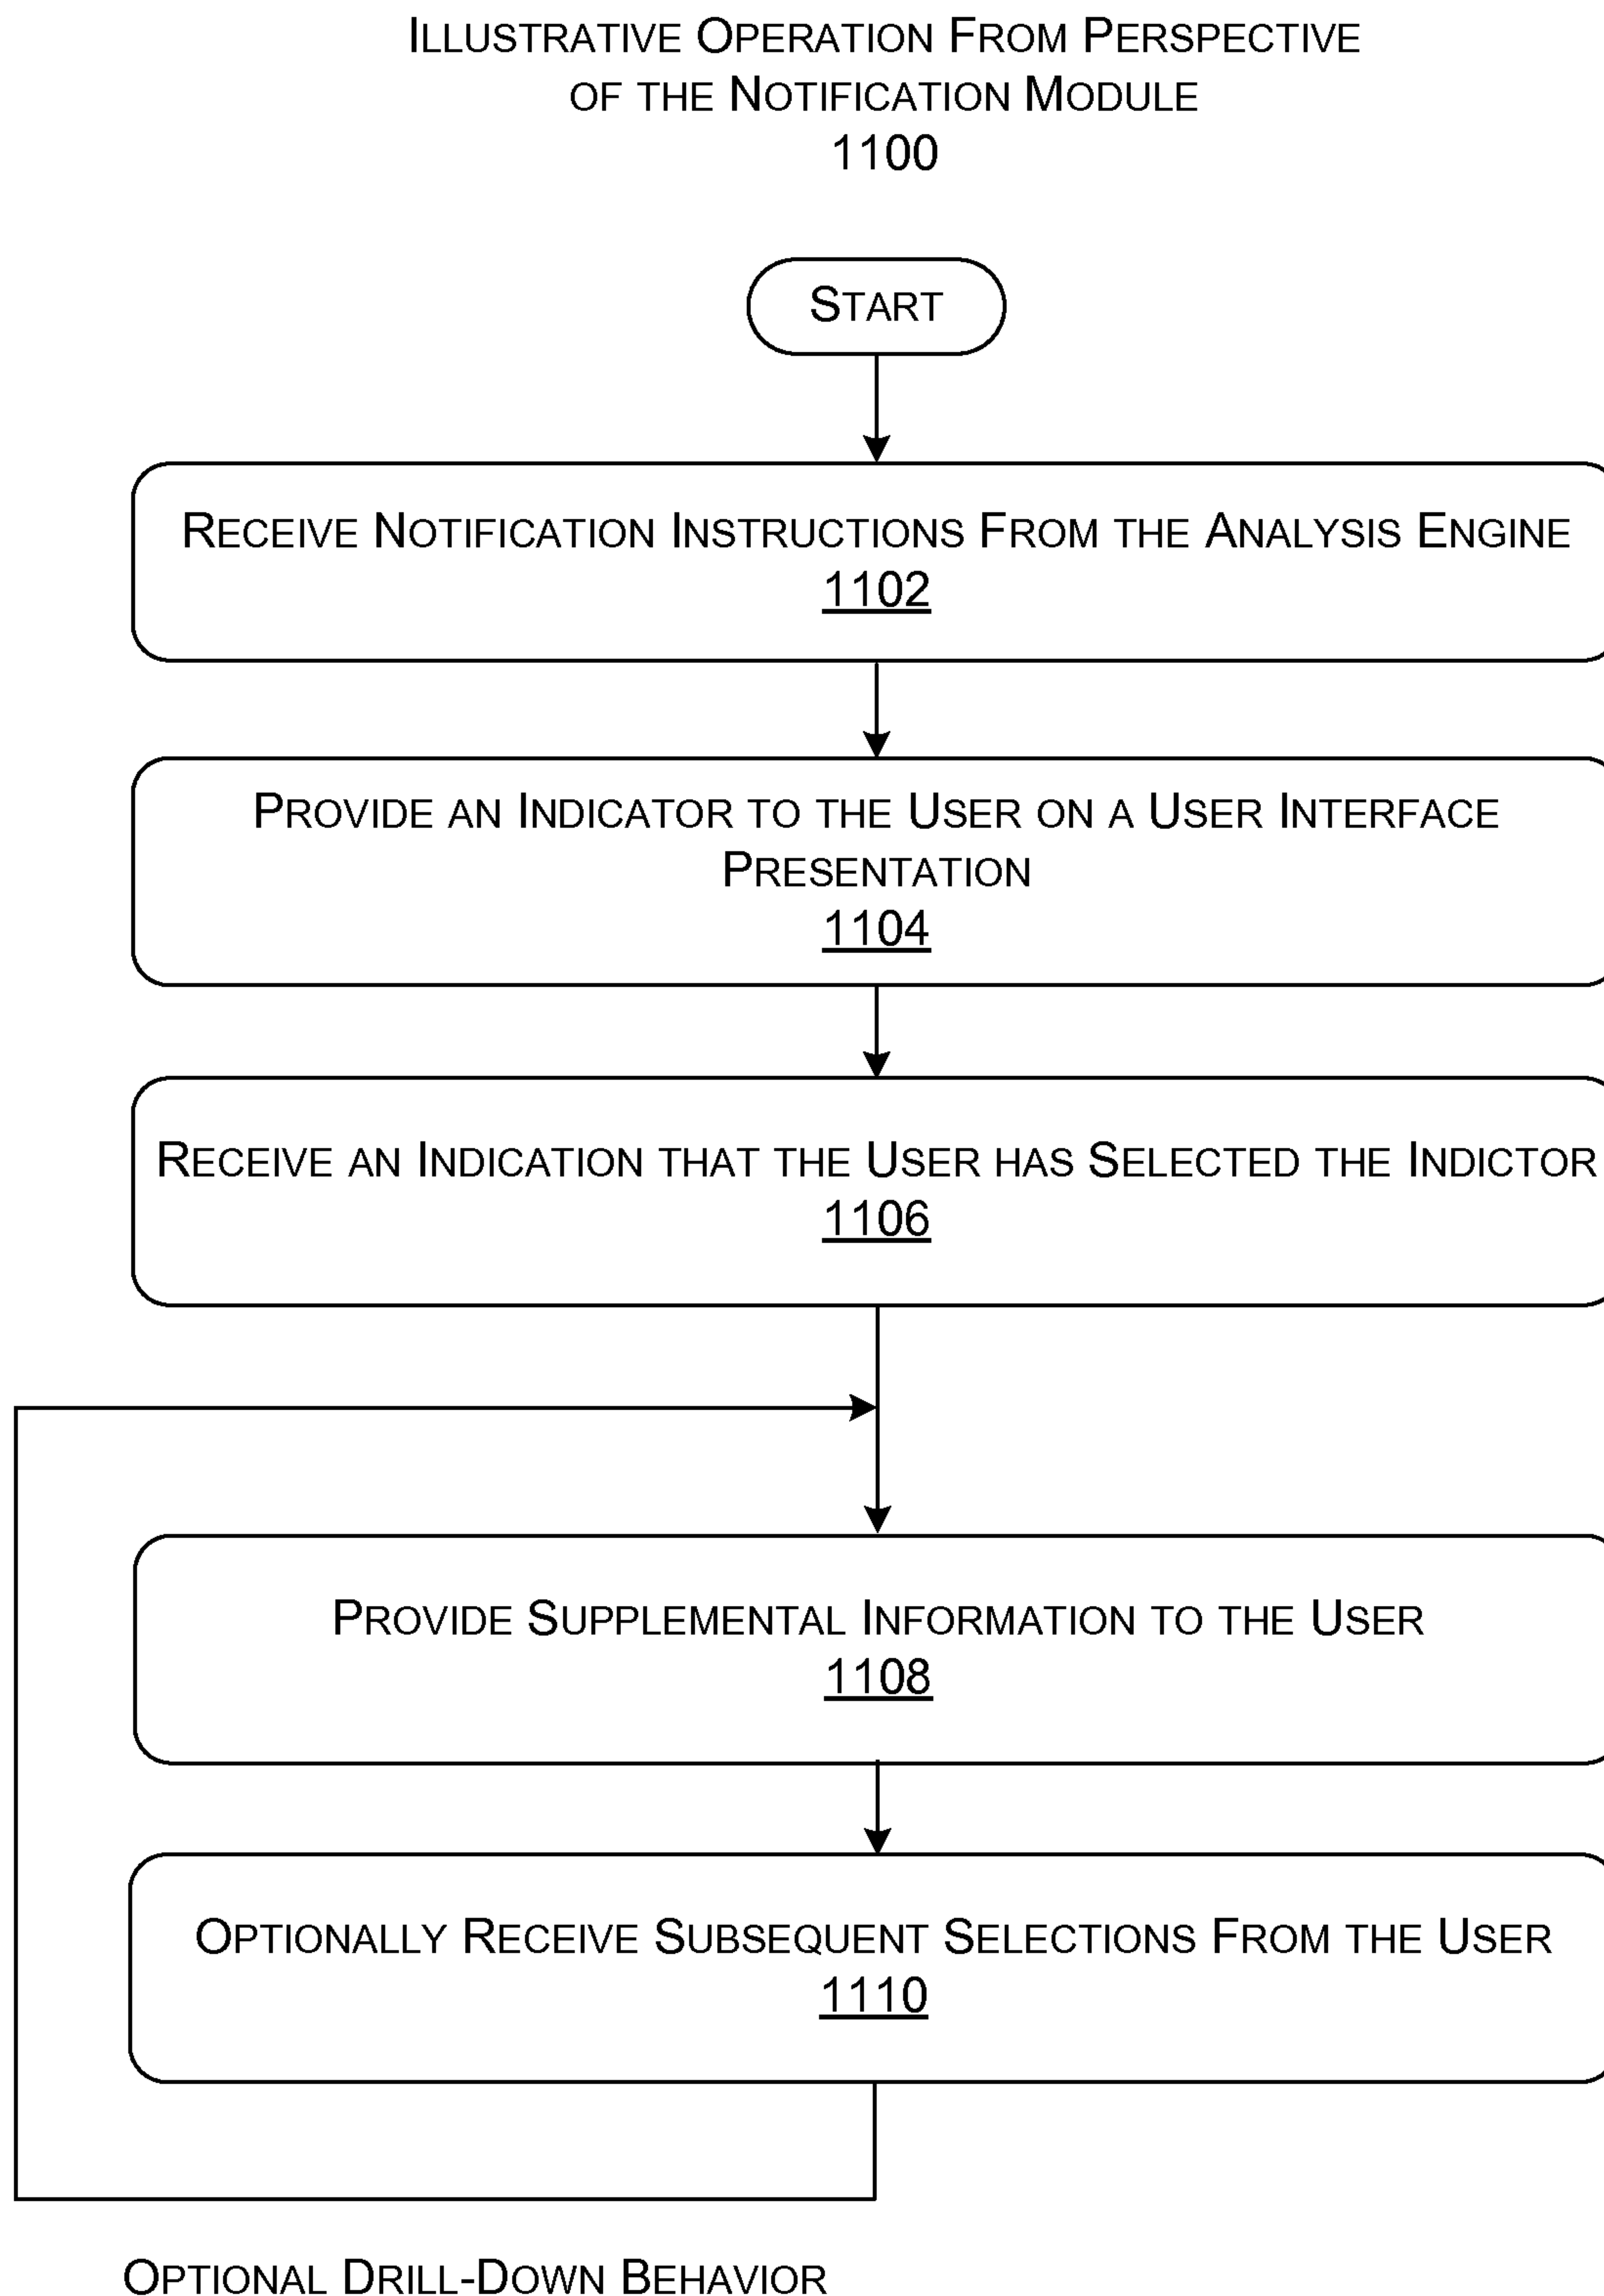 ILLUSTRATIVE OPERATION FROM PERSPECTIVE
OF THE NOTIFICATION MODULE
1100
START
RECEIVE NOTIFICATION INSTRUCTIONS FROM THE ANALYSIS ENGINE
1102
PROVIDE AN INDICATOR TO THE USER ON A USER INTERFACE
PRESENTATION
1104
RECEIVE AN INDICATION THAT THE USER HAS SELECTED THE INDICTOR
1106
PROVIDE SUPPLEMENTAL INFORMATION TO THE USER
1108
OPTIONALLY RECEIVE SUBSEQUENT SELECTIONS FROM THE USER
1110
OPTIONAL DRILL-DOWN BEHAVIOR